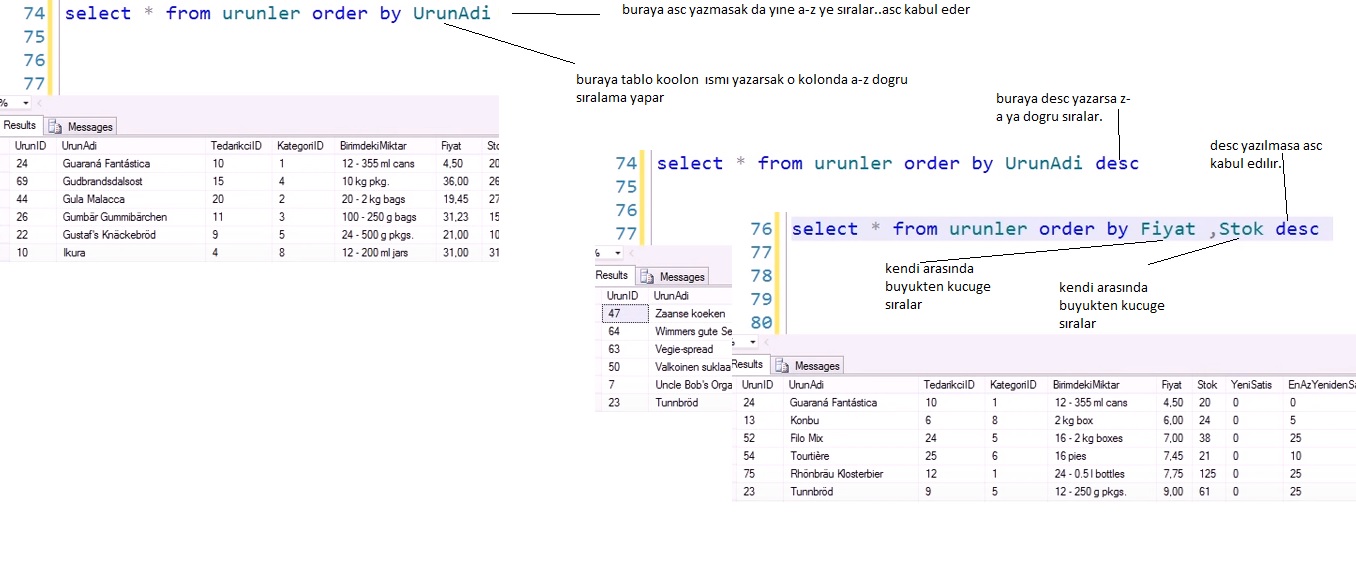 74 select * from urunler order by UrunAdi
75
76
77
buraya asc yazmasak da yıne a-z ye sıralar..asc kabul eder
buraya tablo koolon ısmı yazarsak o kolonda a-z dogru
sıralama yapar
%
Results Messages
UrunID UrunAdi TedarikciID KategoriID BirimdekiMiktar Fiyat Sto
24 Guaraná Fantástica 10 1 12 - 355 ml cans 4,50 20
69 Gudbrandsdalsost 15 4 10 kg pkg. 36,00 26
44 Gula Malacca 20 2 20 - 2 kg bags 19,45 27
26 Gumbär Gummibärchen 11 3 100 - 250 g bags 31,23 15
22 Gustaf's Knäckebröd 9 5 24 - 500 g pkgs. 21,00 10
10 Ikura 4 8 12 - 200 ml jars 31,00 31
buraya desc yazarsa z-
a ya dogru sıralar.
74 select * from urunler order by UrunAdi desc
75
76
77
%
Results Messages
UrunID UrunAdi
47 Zaanse koeken
64 Wimmers gute Se
63 Vegie-spread
50 Valkoinen suklaa
7 Uncle Bob's Orga
23 Tunnbröd
desc yazılmasa asc
kabul edılır.
76 select * from urunler order by Fiyat ,Stok desc
77
78
79
80
kendi arasında
buyukten kucuge
sıralar
kendi arasında
buyukten kucuge
sıralar
Results Messages
UrunID UrunAdi TedarikciID KategoriID BirimdekiMiktar Fiyat Stok YeniSatis EnAzYenidenSa
24 Guaraná Fantástica 10 1 12 - 355 ml cans 4,50 20 0 0
13 Konbu 6 8 2 kg box 6,00 24 0 5
52 Filo Mix 24 5 16 - 2 kg boxes 7,00 38 0 25
54 Tourtière 25 6 16 pies 7,45 21 0 10
75 Rhönbräu Klosterbier 12 1 24 - 0.5 l bottles 7,75 125 0 25
23 Tunnbröd 9 5 12 - 250 g pkgs. 9,00 61 0 25